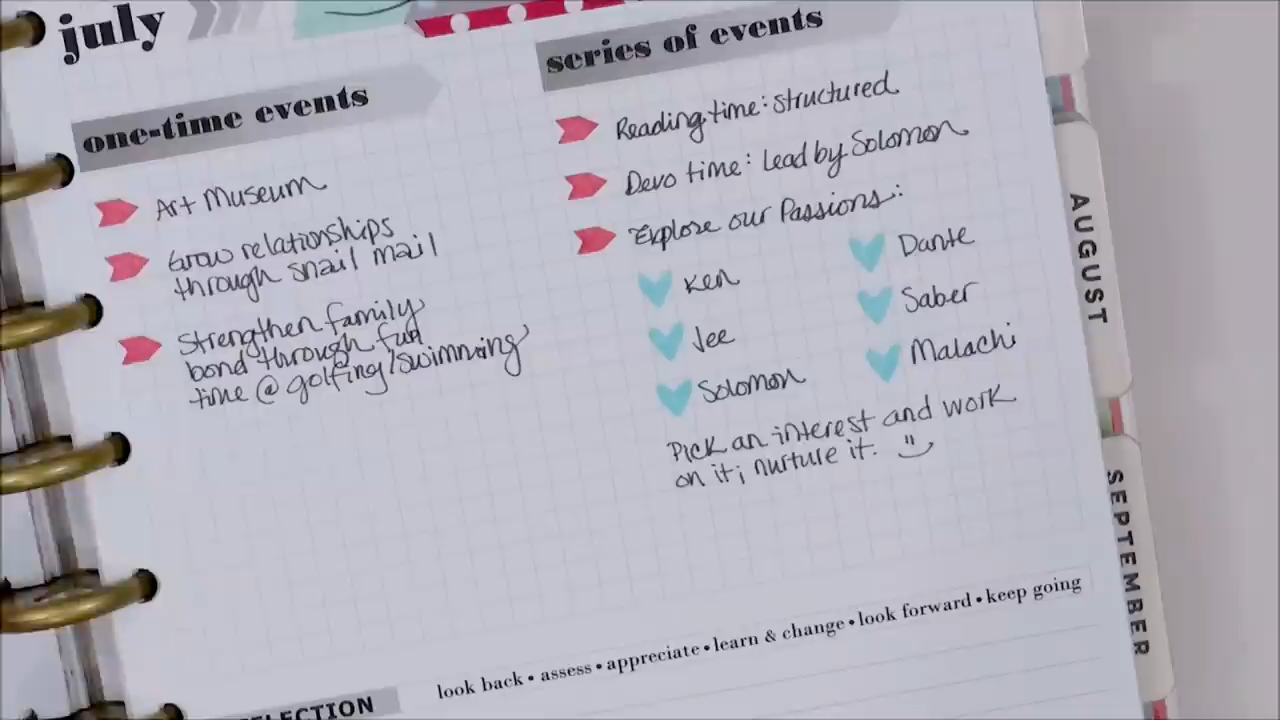 july
one-time events
Art Museum
Grow relationships
through snail mail
Strengthen family
bond through fun
time @ golfing/swimming
series of events
Reading time: structured
Devo time: Lead by Solomon
Explore our Passions:
Ken
Jee
Solomon
Dante
Saber
Malachi
Pick an interest and work
on it; nurture it.
look back • assess • appreciate • learn & change • look forward • keep going
AUGUST
SEPTEMBER